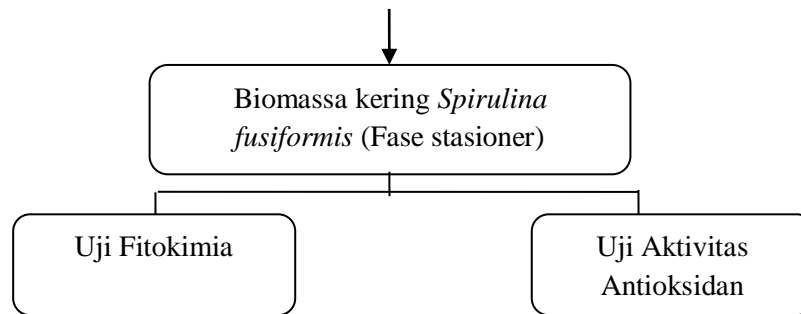 Biomassa kering Spirulina
fusiformis (Fase stasioner)
Uji Fitokimia
Uji Aktivitas
Antioksidan